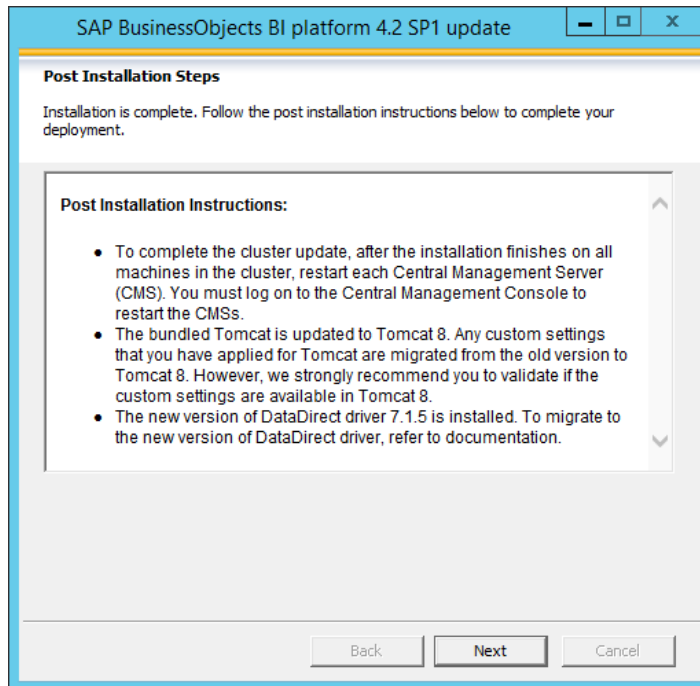 SAP BusinessObjects BI platform 4.2 SP1 update
Post Installation Steps
Installation is complete. Follow the post installation instructions below to complete your
deployment.
Post Installation Instructions:
● To complete the cluster update, after the installation finishes on all
machines in the cluster, restart each Central Management Server
(CMS). You must log on to the Central Management Console to
restart the CMSs.
● The bundled Tomcat is updated to Tomcat 8. Any custom settings
that you have applied for Tomcat are migrated from the old version to
Tomcat 8. However, we strongly recommend you to validate if the
custom settings are available in Tomcat 8.
● The new version of DataDirect driver 7.1.5 is installed. To migrate to
the new version of DataDirect driver, refer to documentation.
Back Next Cancel